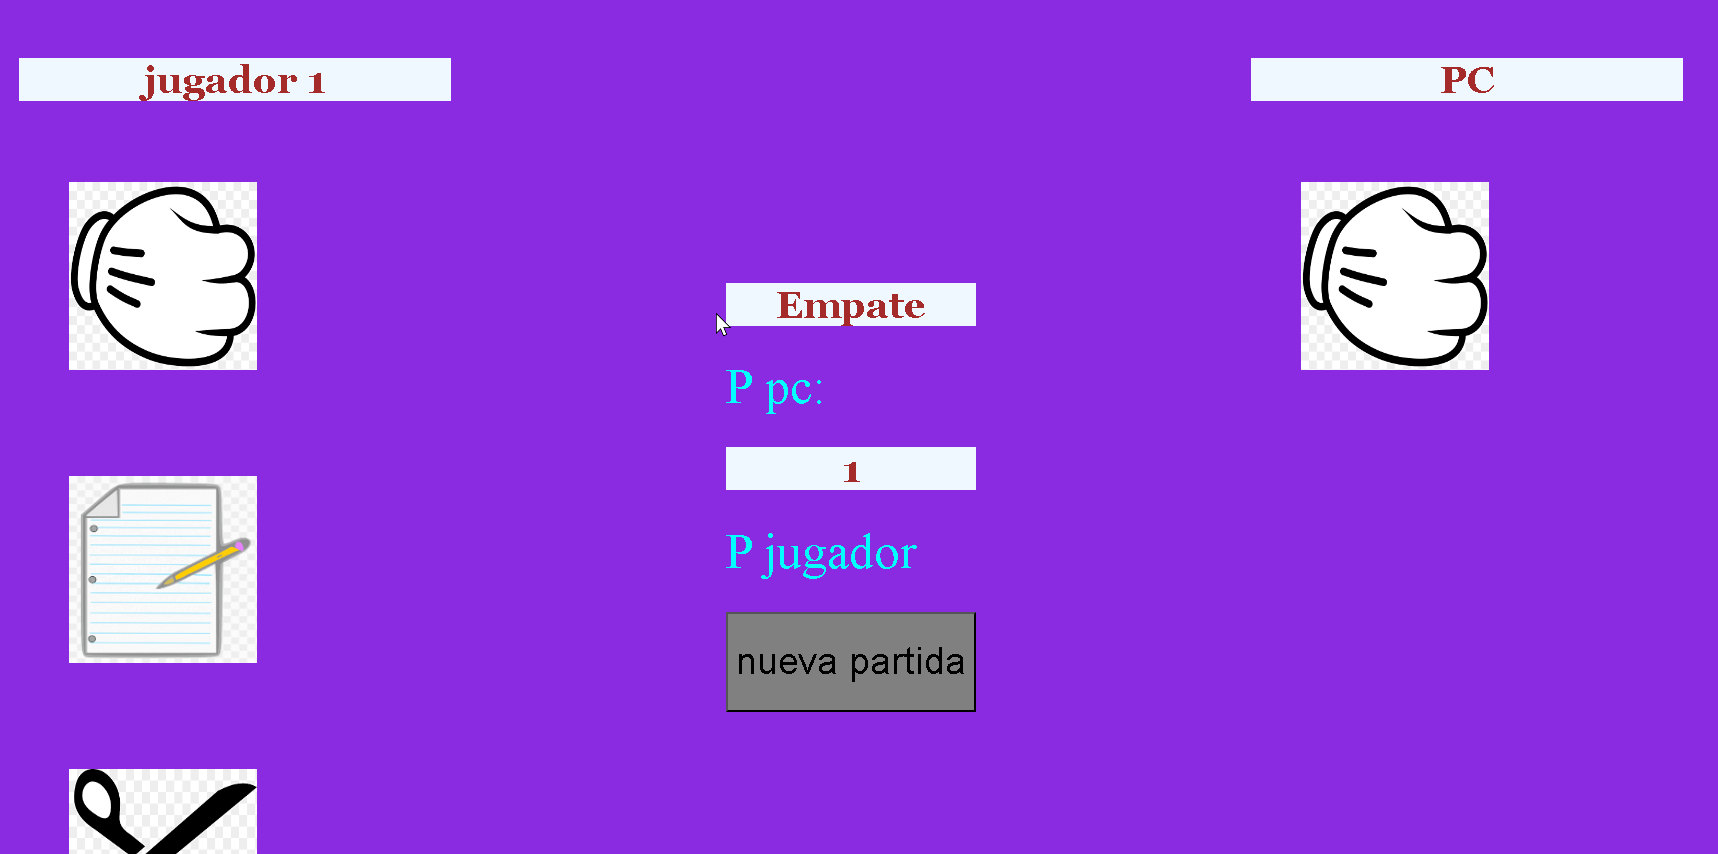 jugador 1
PC
Empate
P pc:
1
P jugador
nueva partida